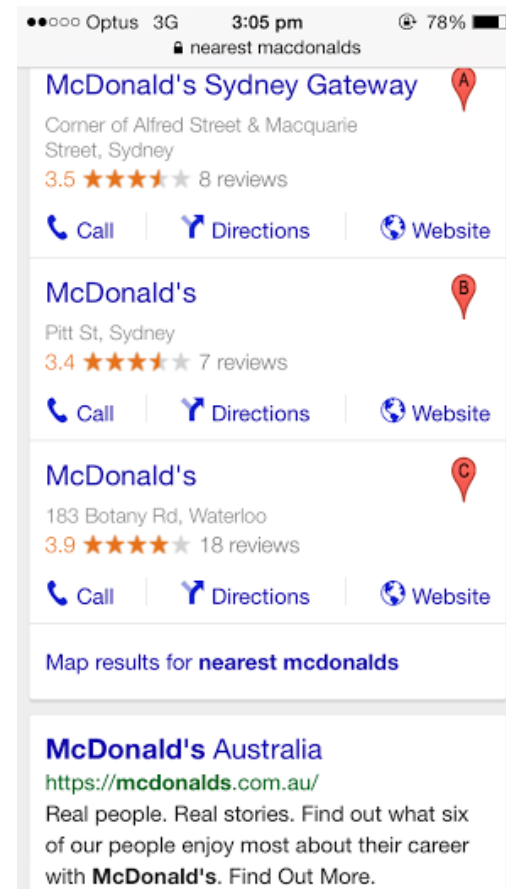 Optus 3G 3:05 pm 78%
nearest macdonalds
McDonald's Sydney Gateway
A
Corner of Alfred Street & Macquarie
Street, Sydney
3.5 8 reviews
Call Directions Website
McDonald's
B
Pitt St, Sydney
3.4 7 reviews
Call Directions Website
McDonald's
C
183 Botany Rd, Waterloo
3.9 18 reviews
Call Directions Website
Map results for nearest mcdonalds
McDonald's Australia
https://mcdonalds.com.au/
Real people. Real stories. Find out what six
of our people enjoy most about their career
with McDonald's. Find Out More.